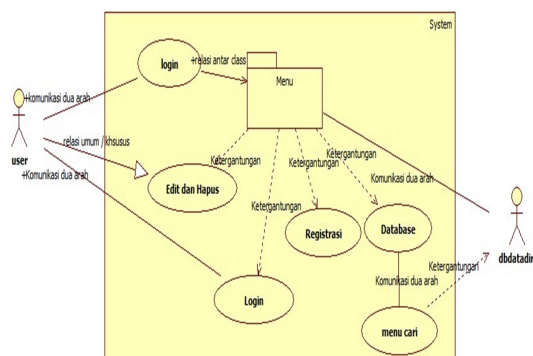 System
login
+relasi antar class
Menu
+komunikasi dua arah
user
relasi umum / khsusus
+Komunikasi dua arah
Edit dan Hapus
Ketergantungan
Ketergantungan
Ketergantungan
Ketergantungan
Komunikasi dua arah
Registrasi
Database
Login
Komunikasi dua arah
Ketergantungan
menu cari
dbdatadir